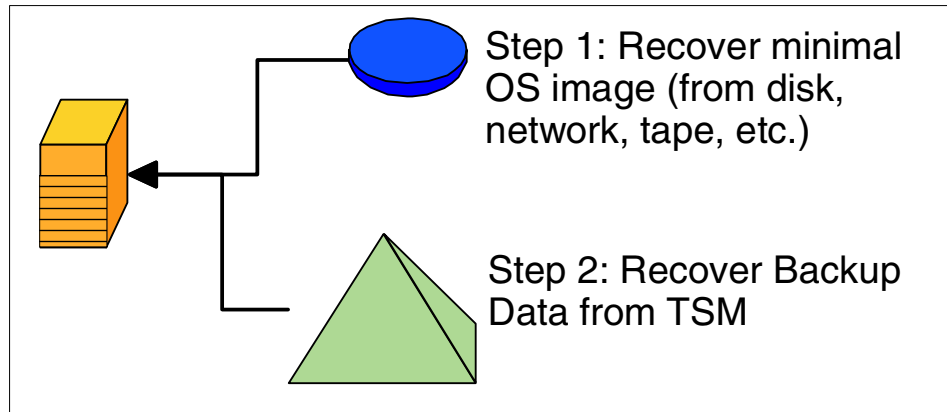 Step 1: Recover minimal
OS image (from disk,
network, tape, etc.)
Step 2: Recover Backup
Data from TSM